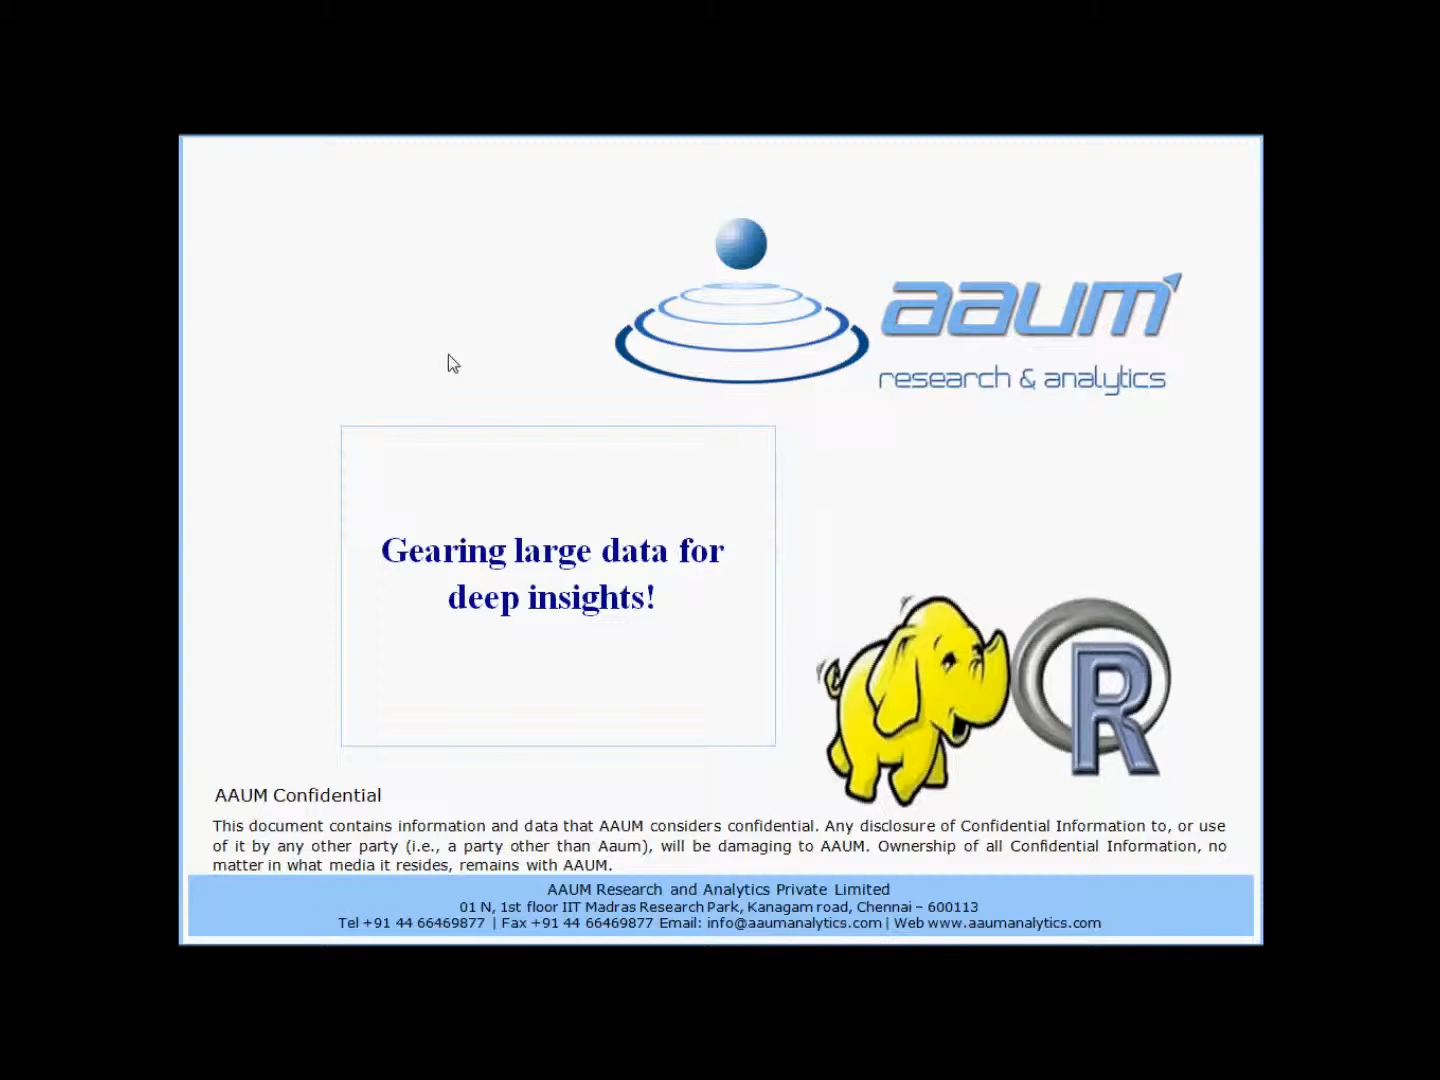 aaum
research & analytics
Gearing large data for
deep insights!
R
AAUM Confidential
This document contains information and data that AAUM considers confidential. Any disclosure of Confidential Information to, or use
of it by any other party (i.e., a party other than Aaum), will be damaging to AAUM. Ownership of all Confidential Information, no
matter in what media it resides, remains with AAUM.
AAUM Research and Analytics Private Limited
01 N, 1st floor IIT Madras Research Park, Kanagam road, Chennai – 600113
Tel +91 44 66469877 | Fax +91 44 66469877 Email: info@aaumanalytics.com | Web www.aaumanalytics.com